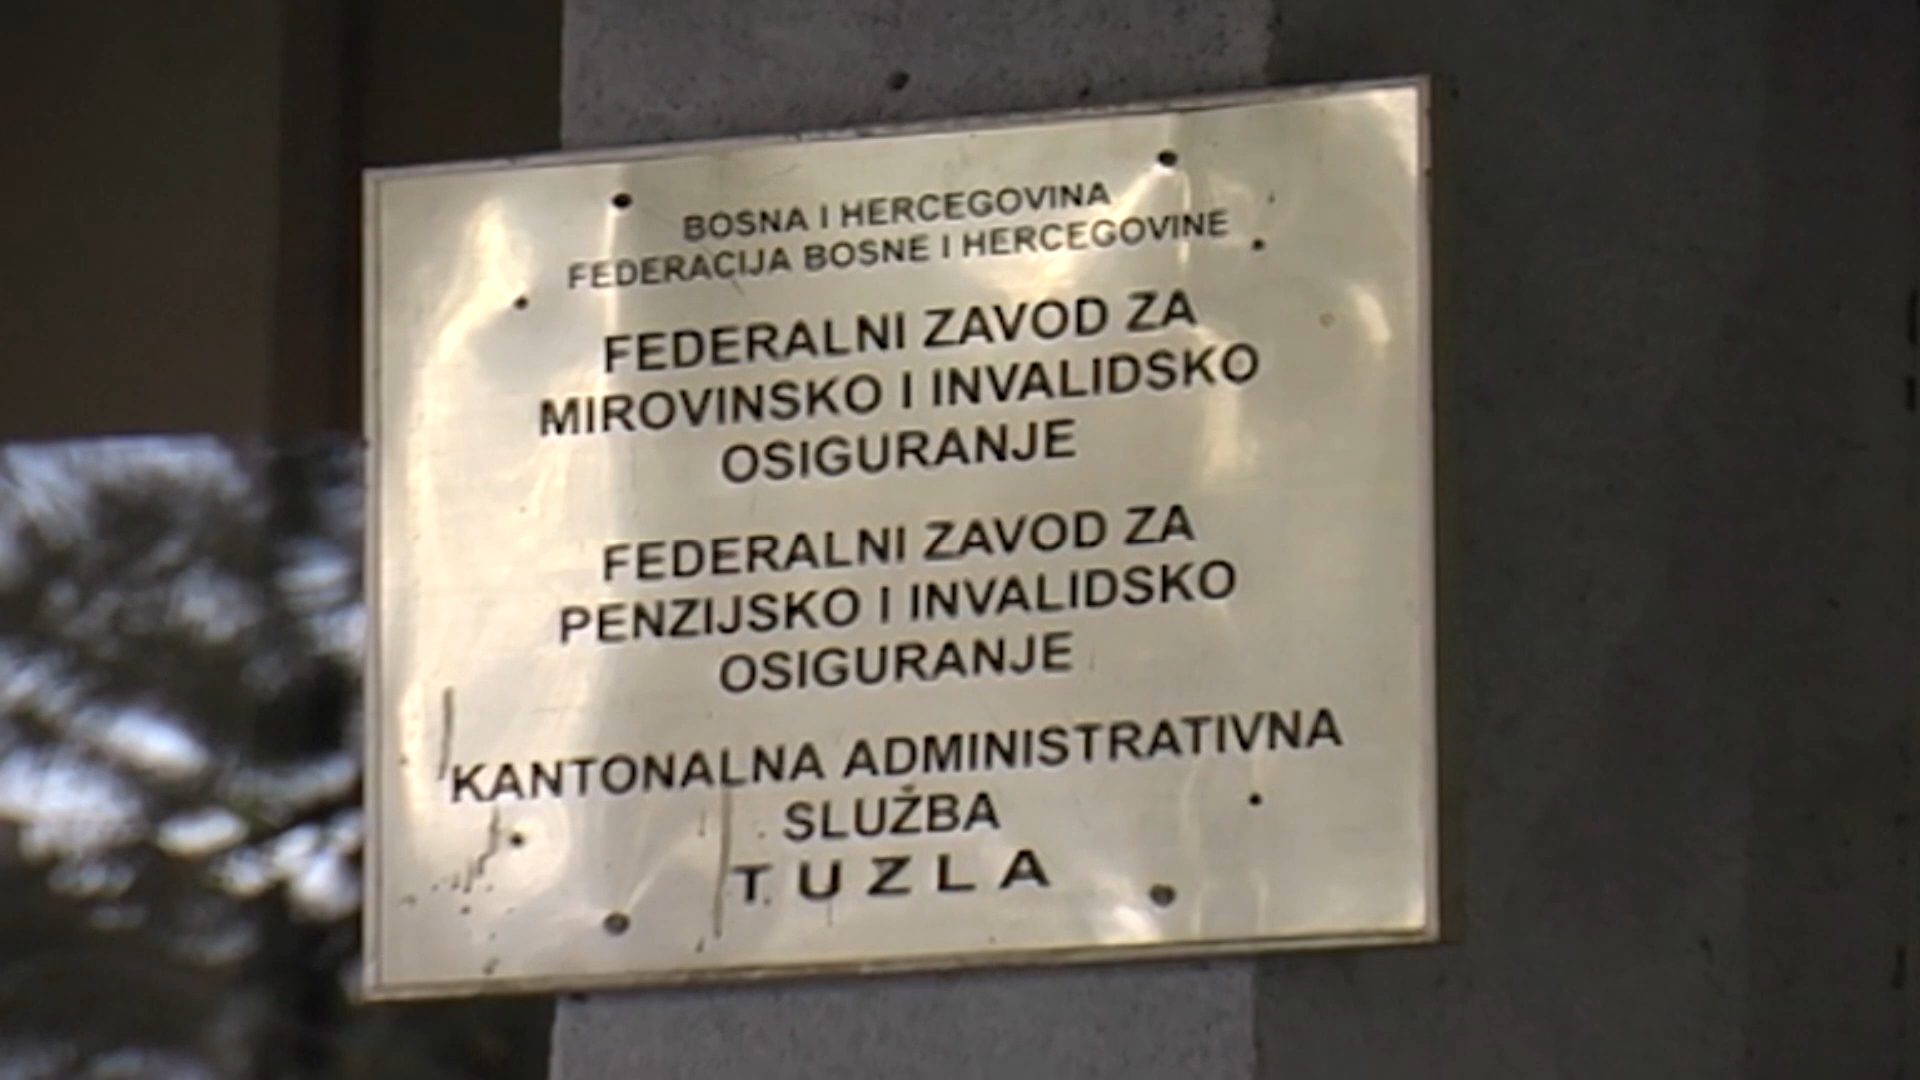 BOSNA I HERCEGOVINA
FEDERACIJA BOSNE I HERCEGOVINE
FEDERALNI ZAVOD ZA
MIROVINSKO I INVALIDSKO
OSIGURANJE
FEDERALNI ZAVOD ZA
PENZIJSKO I INVALIDSKO
OSIGURANJE
KANTONALNA ADMINISTRATIVNA
SLUŽBA
TUZLA